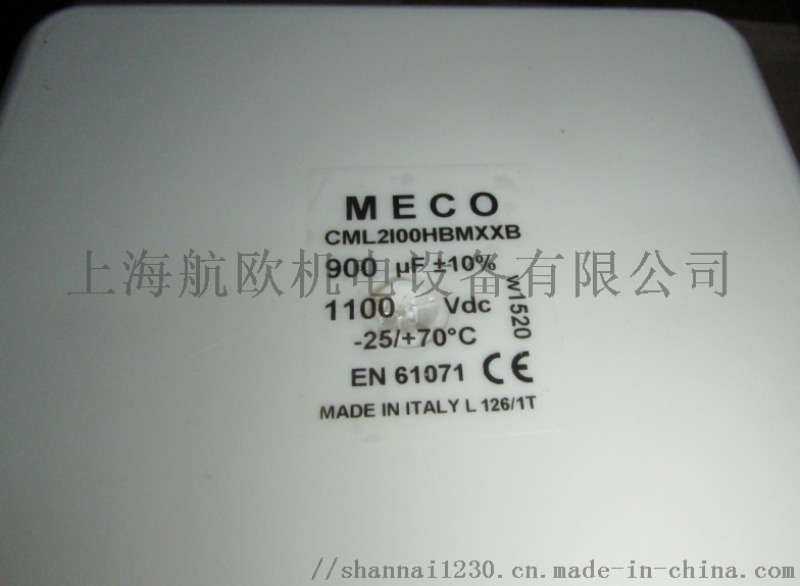 MECO
CML2I00HBMXXB
900 µF ±10%
1100 Vdc
-25/+70°C
w1520
EN 61071 CE
MADE IN ITALY L 126/1T
上海航欧机电设备有限公司
//shannai1230.cn.made-in-china.com